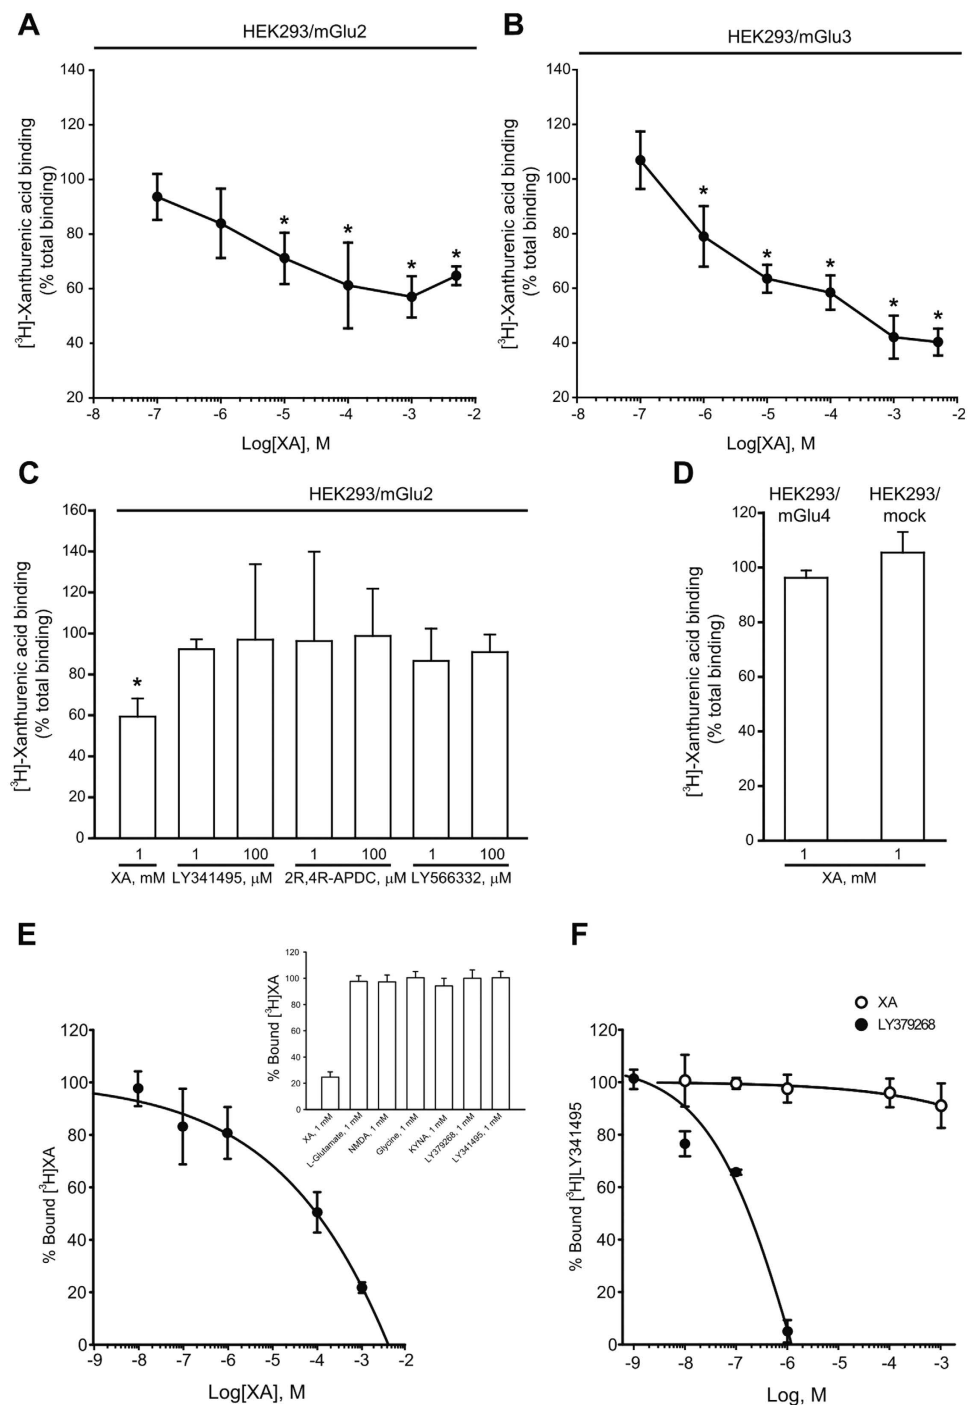 A
HEK293/mGlu2
[³H]-Xanthurenic acid binding
(% total binding)
140
120
100
80
60
40
20
* * * *
-8 -7 -6 -5 -4 -3 -2
Log[XA], M
B
HEK293/mGlu3
[³H]-Xanthurenic acid binding
(% total binding)
140
120
100
80
60
40
20
* * * * *
-8 -7 -6 -5 -4 -3 -2
Log[XA], M
C
HEK293/mGlu2
[³H]-Xanthurenic acid binding
(% total binding)
160
140
120
100
80
60
40
20
0
*
1 1 100 1 100 1 100
XA, mM LY341495, μM 2R,4R-APDC, μM LY566332, μM
D
HEK293/ HEK293/
mGlu4 mock
[³H]-Xanthurenic acid binding
(% total binding)
120
100
80
60
40
20
0
1 1
XA, mM
E
% Bound [³H]XA
120
100
80
60
40
20
0
-9 -8 -7 -6 -5 -4 -3 -2
Log[XA], M
% Bound [³H]XA
120
100
80
60
40
20
0
XA, 1 mM
L-Glutamate, 1 mM
NMDA, 1 mM
Glycine, 1 mM
KYNA, 1 mM
LY379268, 1 mM
LY341495, 1 mM
F
XA
LY379268
% Bound [³H]LY341495
120
100
80
60
40
20
0
-9 -8 -7 -6 -5 -4 -3
Log, M